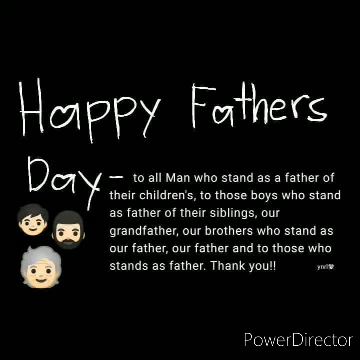 Happy Fathers
Day - to all Man who stand as a father of
their children's, to those boys who stand
as father of their siblings, our
grandfather, our brothers who stand as
our father, our father and to those who
stands as father. Thank you!!
PowerDirector